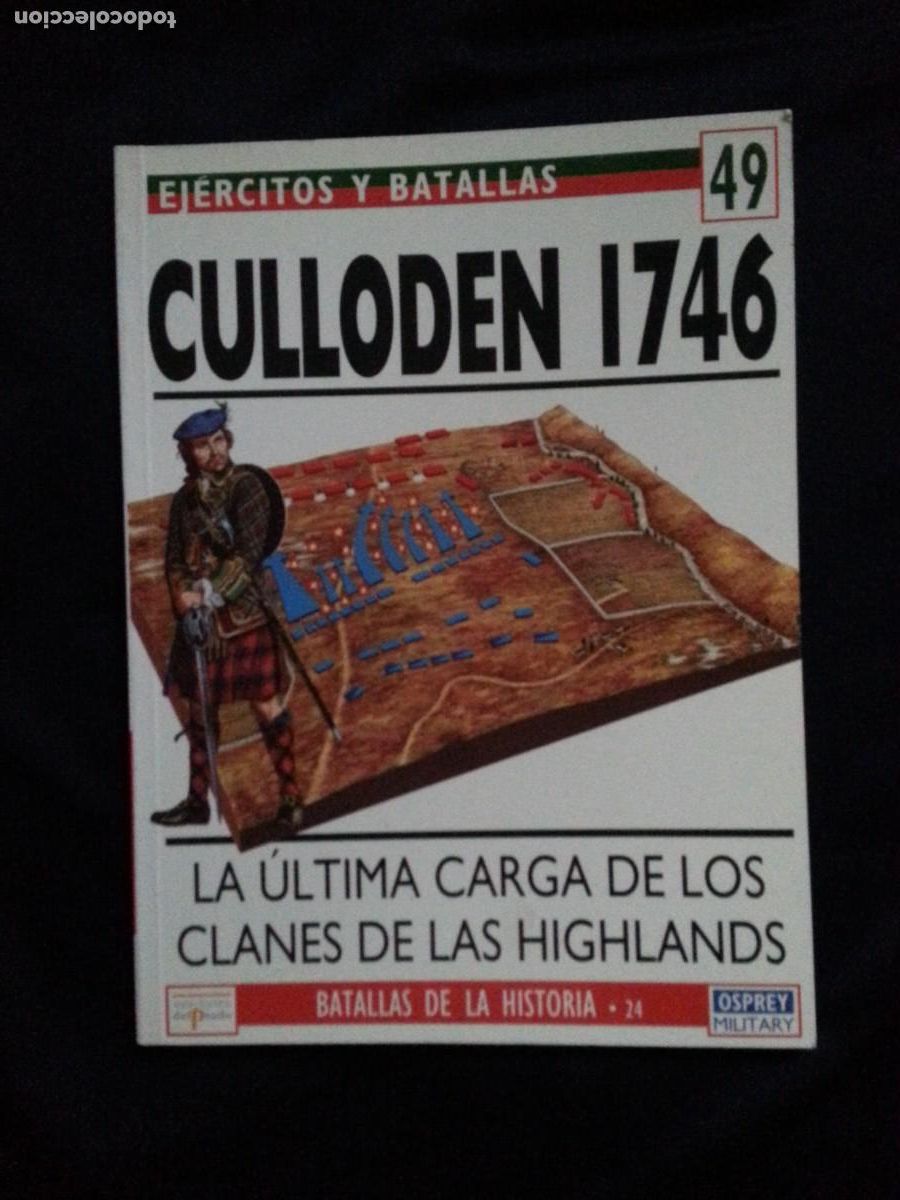 todocoleccion
EJÉRCITOS Y BATALLAS
49
CULLODEN 1746
LA ÚLTIMA CARGA DE LOS
CLANES DE LAS HIGHLANDS
delPrado
BATALLAS DE LA HISTORIA • 24
OSPREY
MILITARY